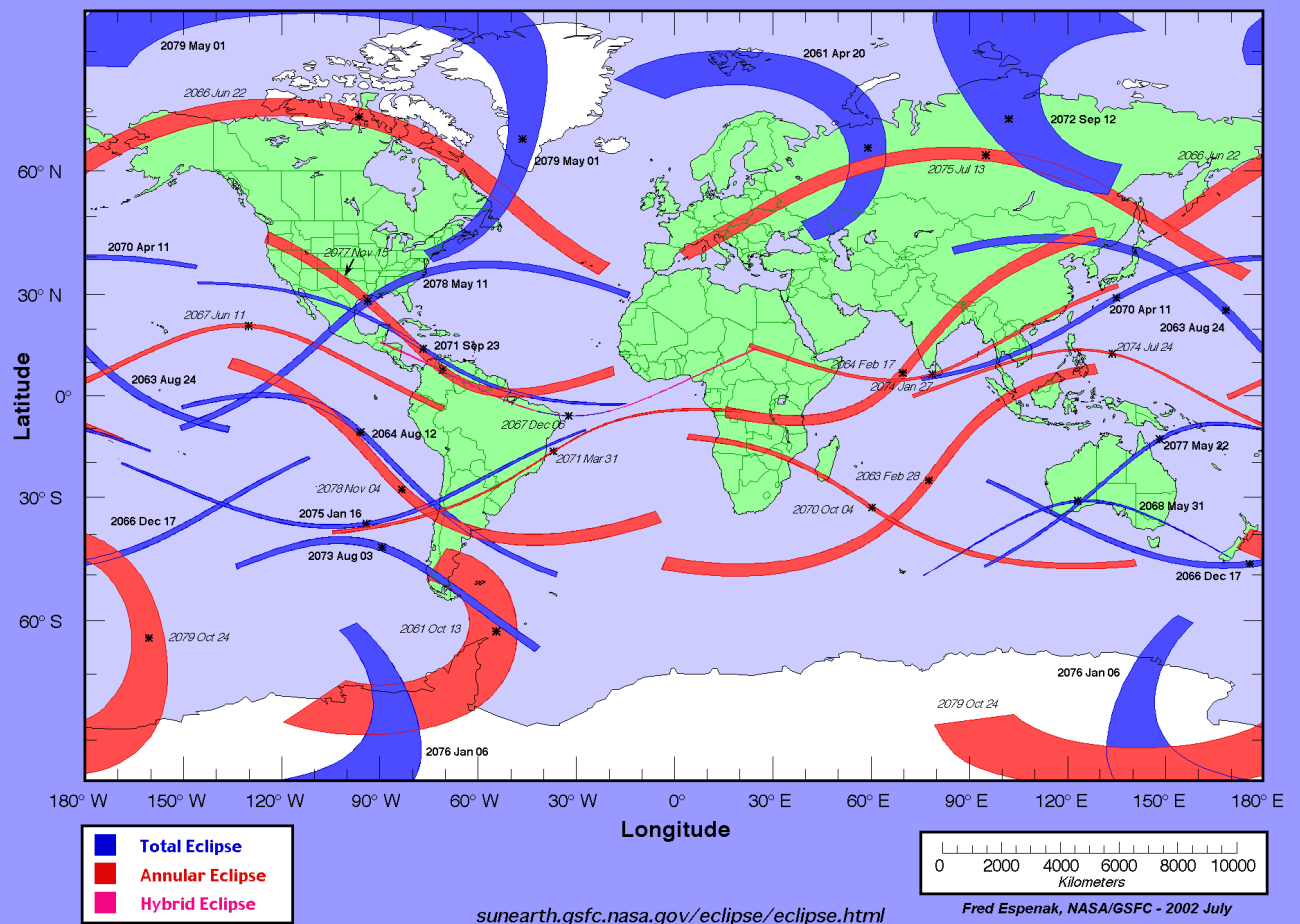 2079 May 01
2061 Apr 20
2066 Jun 22
2072 Sep 12
2079 May 01
2075 Jul 13
2066 Jun 22
60° N
2070 Apr 11
2077 Nov 15
2078 May 11
30° N
2067 Jun 11
2070 Apr 11
2063 Aug 24
2071 Sep 23
2074 Jul 24
2064 Feb 17
2063 Aug 24
2074 Jan 27
0°
2067 Dec 06
2064 Aug 12
2077 May 22
2071 Mar 31
2078 Nov 04
2063 Feb 28
30° S
2070 Oct 04
2068 May 31
2075 Jan 16
2066 Dec 17
2073 Aug 03
2066 Dec 17
60° S
2079 Oct 24
2061 Oct 13
2076 Jan 06
2079 Oct 24
2076 Jan 06
Latitude
180° W 150° W 120° W 90° W 60° W 30° W 0° 30° E 60° E 90° E 120° E 150° E 180° E
Longitude
Total Eclipse
Annular Eclipse
Hybrid Eclipse
0 2000 4000 6000 8000 10000
Kilometers
sunearth.gsfc.nasa.gov/eclipse/eclipse.html
Fred Espenak, NASA/GSFC - 2002 July